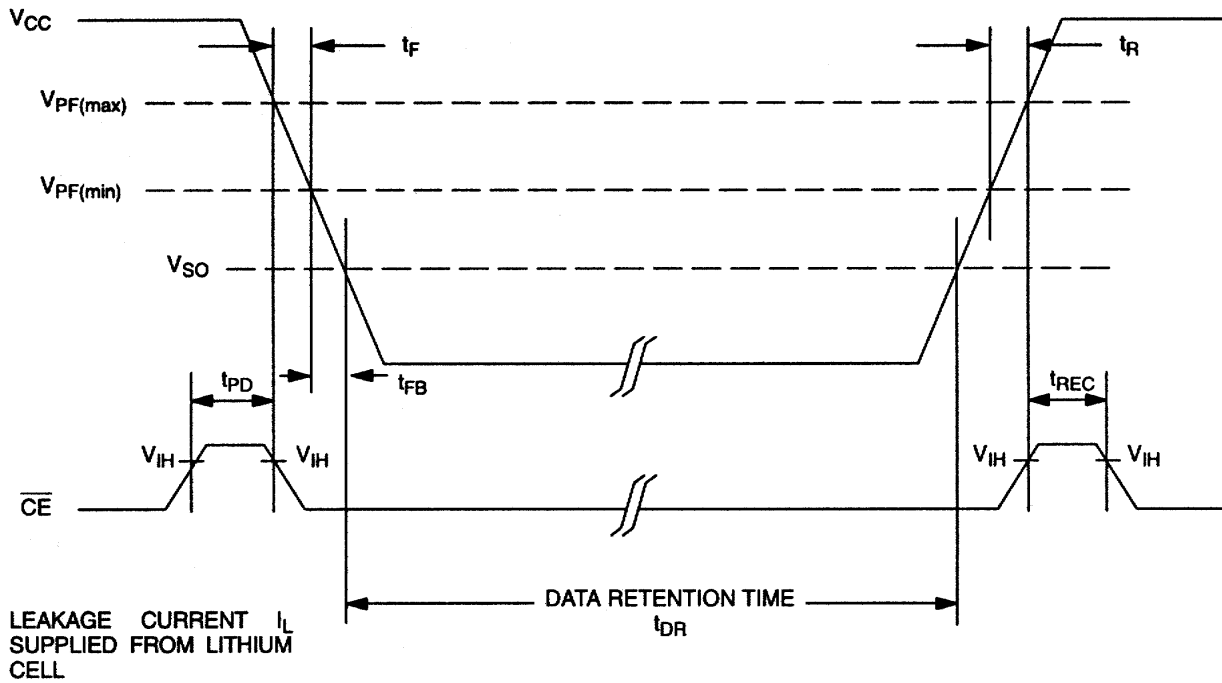 VCC
tF
tR
VPF(max)
VPF(min)
VSO
tPD
tFB
tREC
VIH
VIH
VIH
VIH
CE
DATA RETENTION TIME
tDR
LEAKAGE CURRENT IL
SUPPLIED FROM LITHIUM
CELL